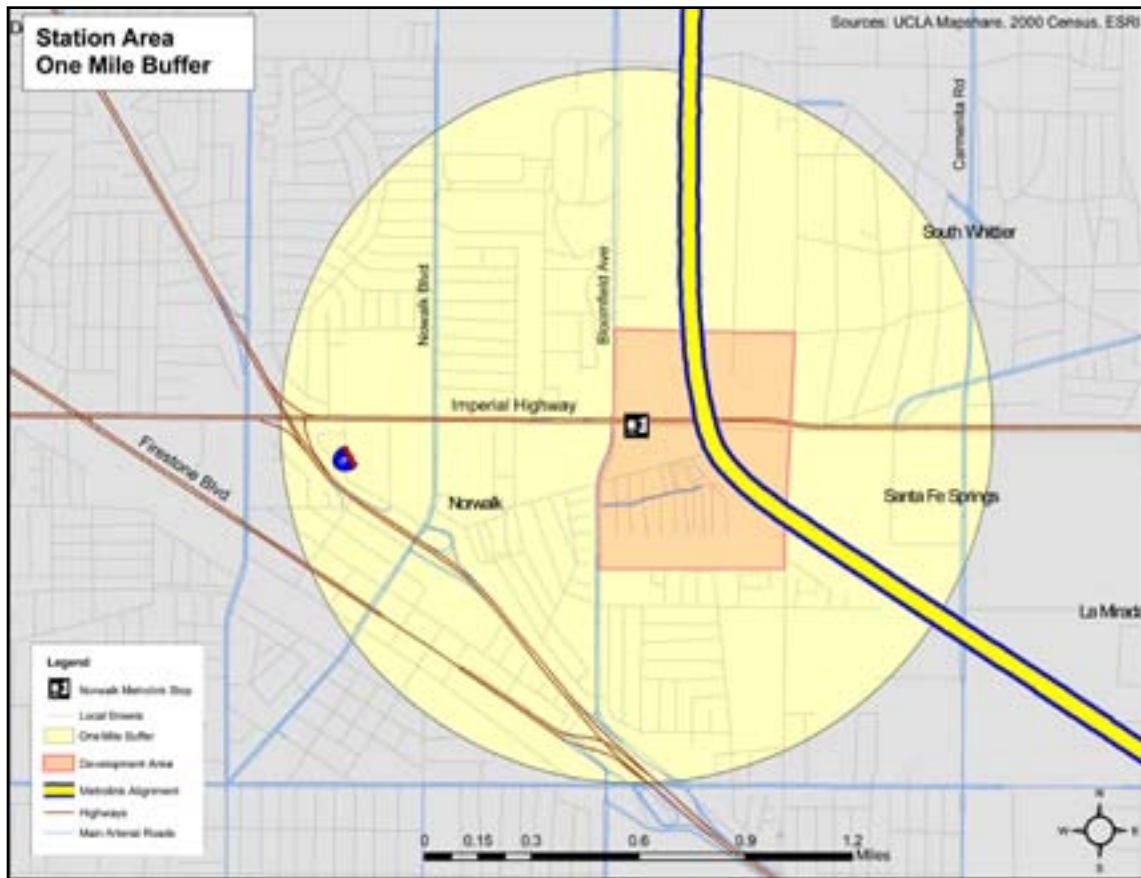 Station Area
One Mile Buffer
Sources: UCLA Mapshare, 2000 Census, ESRI
Carmenita Rd
South Whittier
Bloomfield Ave
Nowalk Blvd
Imperial Highway
Firestone Blvd
Norwalk
Santa Fe Springs
La Mirada
Legend
Norwalk Metrolink Stop
Local Streets
One Mile Buffer
Development Area
Metrolink Alignment
Highways
Main Arterial Roads
0 0.15 0.3 0.6 0.9 1.2
Miles
N
W E
S